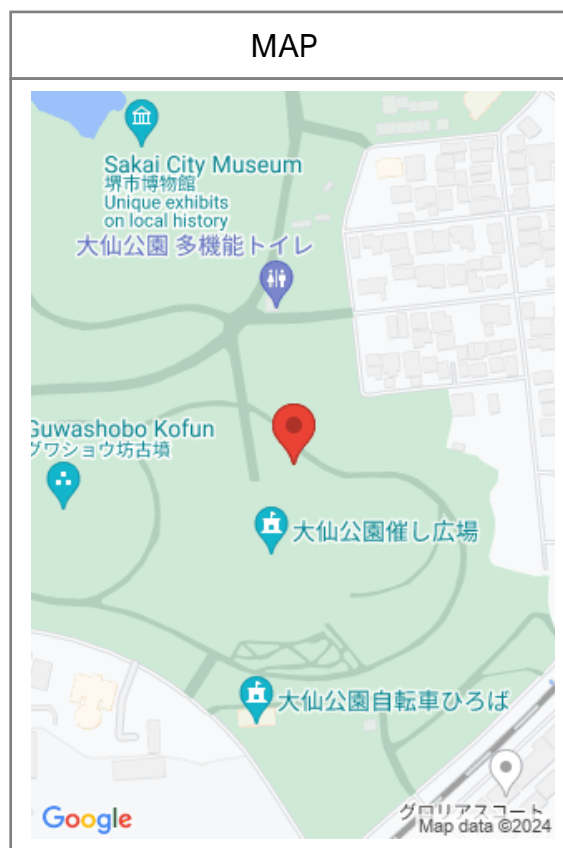 MAP
Sakai City Museum
堺市博物館
Unique exhibits
on local history
大仙公園 多機能トイレ
Guwashobo Kofun
グワショウ坊古墳
大仙公園催し広場
大仙公園自転車ひろば
グロリアスコート
Google
Map data ©2024